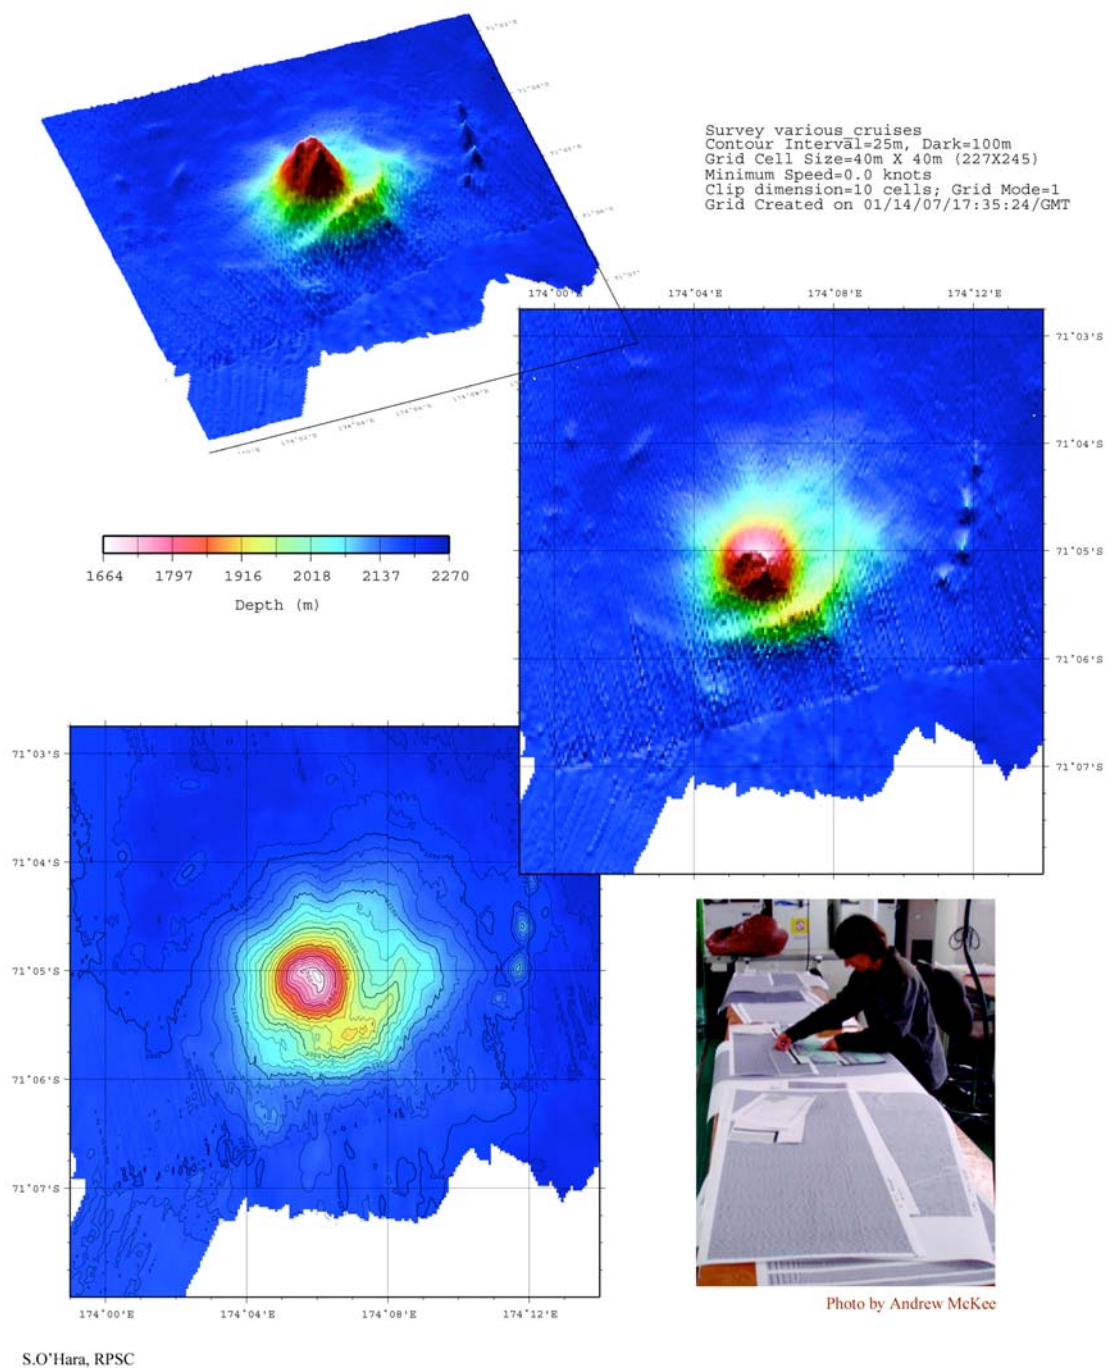 Survey various_cruises
Contour Interval=25m, Dark=100m
Grid Cell Size=40m X 40m (227X245)
Minimum Speed=0.0 knots
Clip dimension=10 cells; Grid Mode=1
Grid Created on 01/14/07/17:35:24/GMT
174°00'E 174°04'E 174°08'E 174°12'E
71°03'S
71°04'S
71°05'S
71°06'S
71°07'S
1664 1797 1916 2018 2137 2270
Depth (m)
71°03'S
71°04'S
71°05'S
71°06'S
71°07'S
174°00'E 174°04'E 174°08'E 174°12'E
Photo by Andrew McKee
S.O'Hara, RPSC